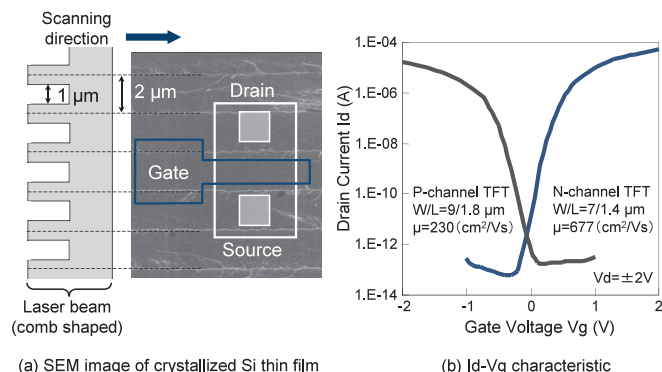 Scanning
direction
1 μm
2 μm
Drain
Gate
Source
Laser beam
(comb shaped)
(a) SEM image of crystallized Si thin film
1.E-04
1.E-06
1.E-08
1.E-10
1.E-12
1.E-14
Drain Current Id (A)
P-channel TFT
W/L=9/1.8 μm
μ=230(cm²/Vs)
N-channel TFT
W/L=7/1.4 μm
μ=677(cm²/Vs)
Vd=±2V
-2
-1
0
1
2
Gate Voltage Vg (V)
(b) Id-Vg characteristic